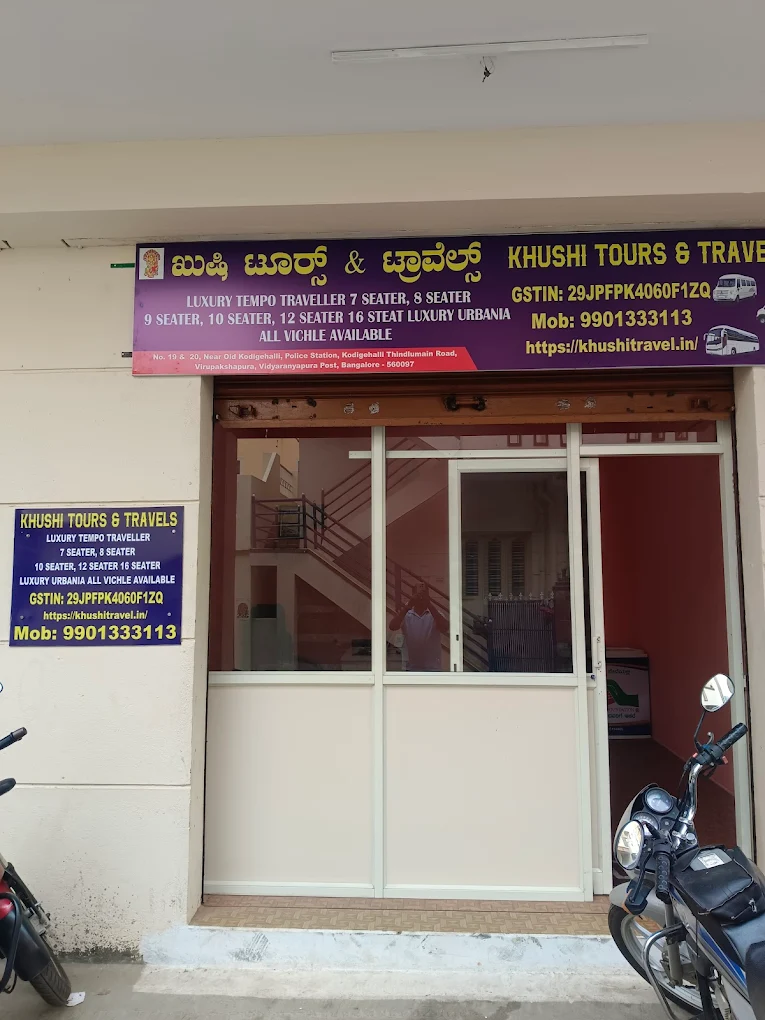 ಖುಷಿ ಟೂರ್ಸ್ & ಟ್ರಾವೆಲ್ಸ್
LUXURY TEMPO TRAVELLER 7 SEATER, 8 SEATER
9 SEATER, 10 SEATER, 12 SEATER 16 STEAT LUXURY URBANIA
ALL VICHLE AVAILABLE
No. 19 & 20, Near Old Kodigehalli, Police Station, Kodigehalli Thindlumain Road,
Virupakshapura, Vidyaranyapura Post, Bangalore - 560097
KHUSHI TOURS & TRAVE
GSTIN: 29JPFPK4060F1ZQ
Mob: 9901333113
https://khushitravel.in/
KHUSHI TOURS & TRAVELS
LUXURY TEMPO TRAVELLER
7 SEATER, 8 SEATER
10 SEATER, 12 SEATER 16 SEATER
LUXURY URBANIA ALL VICHLE AVAILABLE
GSTIN: 29JPFPK4060F1ZQ
https://khushitravel.in/
Mob: 9901333113